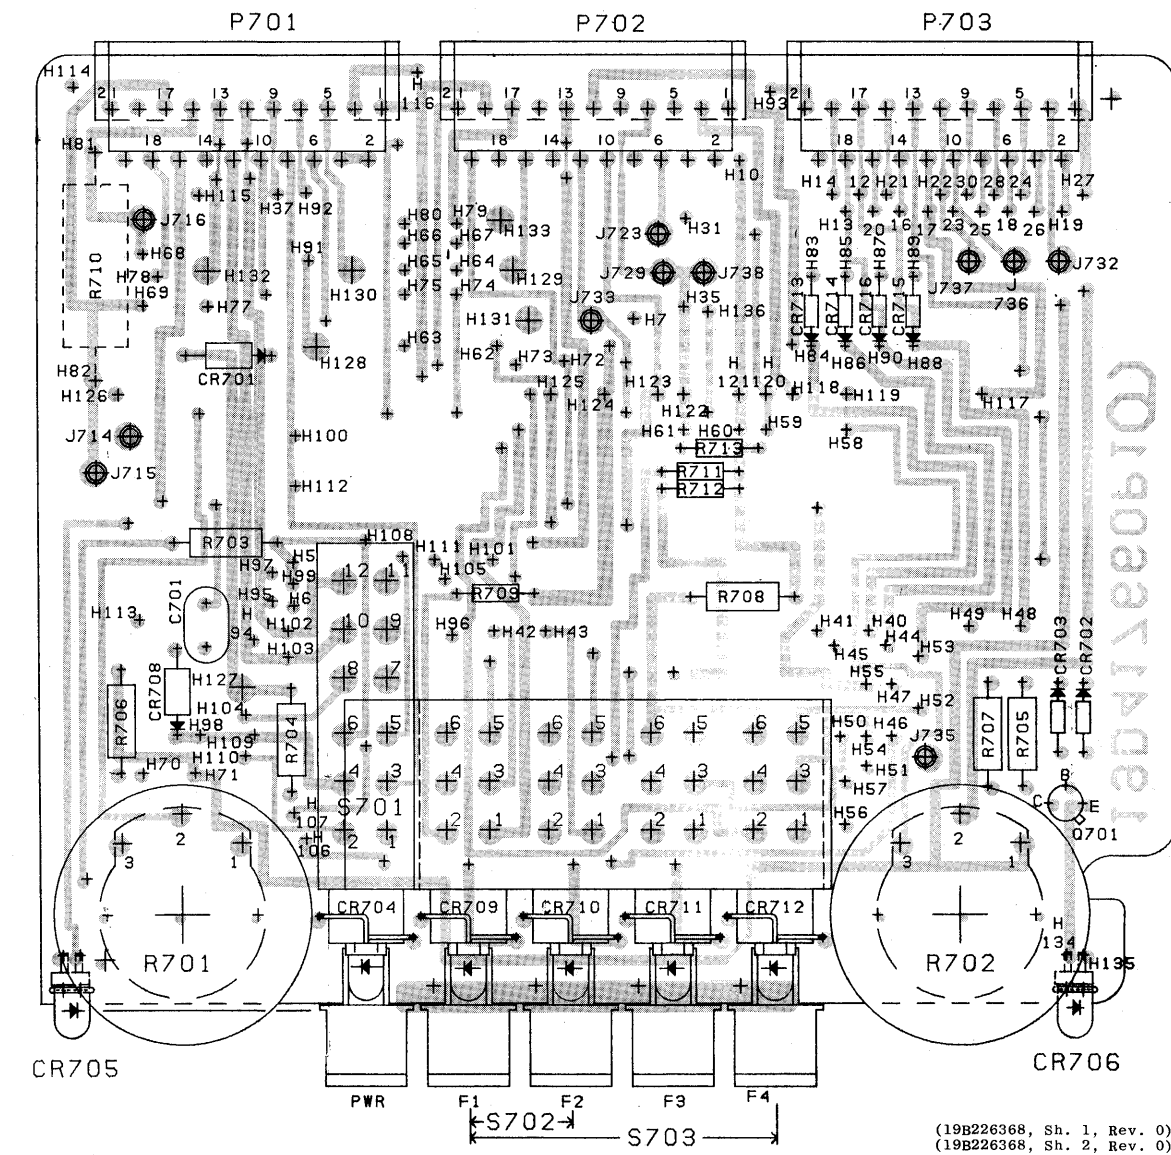 P701 P702 P703
H114 H 116 H93
2 1 17 13 9 5 1 2 1 17 13 9 5 1 2 1 17 13 9 5 1
18 14 10 6 2 18 14 10 6 2 18 14 10 6 2
H81 H10
H115 H37 H92 H14 12 H21 H22 30 28 24 H27
J716 H80 H79 H133 H31 H13 20 16 17 23 25 18 26 H19
H66 H67 J723
R710 H68 H91
H78 H132 H65 H64 H129 J729 J738 H83 H85 H87 H89 J732
H69 H77 H130 H75 H74 H35 H136 J737 J 736
J733 CR713 CR714 CR716 CR715
H131 H7
H128 H63 H62 H73 H72 H84 H86 H90 H88
H82 CR701
H126 H125 H124 H123 H 121 H 120 H118 H119 H117
H122 H59
J714 H100 H61 H60 H58
R713
J715 R711
H112 R712
R703 H108
H97 H5 H111 H101
H99 12 11 H105
H95 H6 R709 R708
C701
H113 H 94 H102 10 9 H96 H42 H43 H41 H40 H49 H48
H103 H44 H53 CR703 CR702
H45
CR708 H127 8 7 H55
H104 H47 H52
R706 H98 R704 6 5 6 5 6 5 6 5 6 5 H50 H46 J735 R707 R705
H109 H54
H110 H51
H70 H71 4 3 4 3 4 3 4 3 4 3 H57 B
S701 C E
H 107 H56 Q701
2 2 1 2 1 2 1 2 1 2 1 2
3 1 H 106 3 1
CR704 CR709 CR710 CR711 CR712
R701 R702 H 134
H135
CR705 CR706
PWR F1 F2 F3 F4
S702
S703
19D417660P101
(19B226368, Sh. 1, Rev. 0)
(19B226368, Sh. 2, Rev. 0)